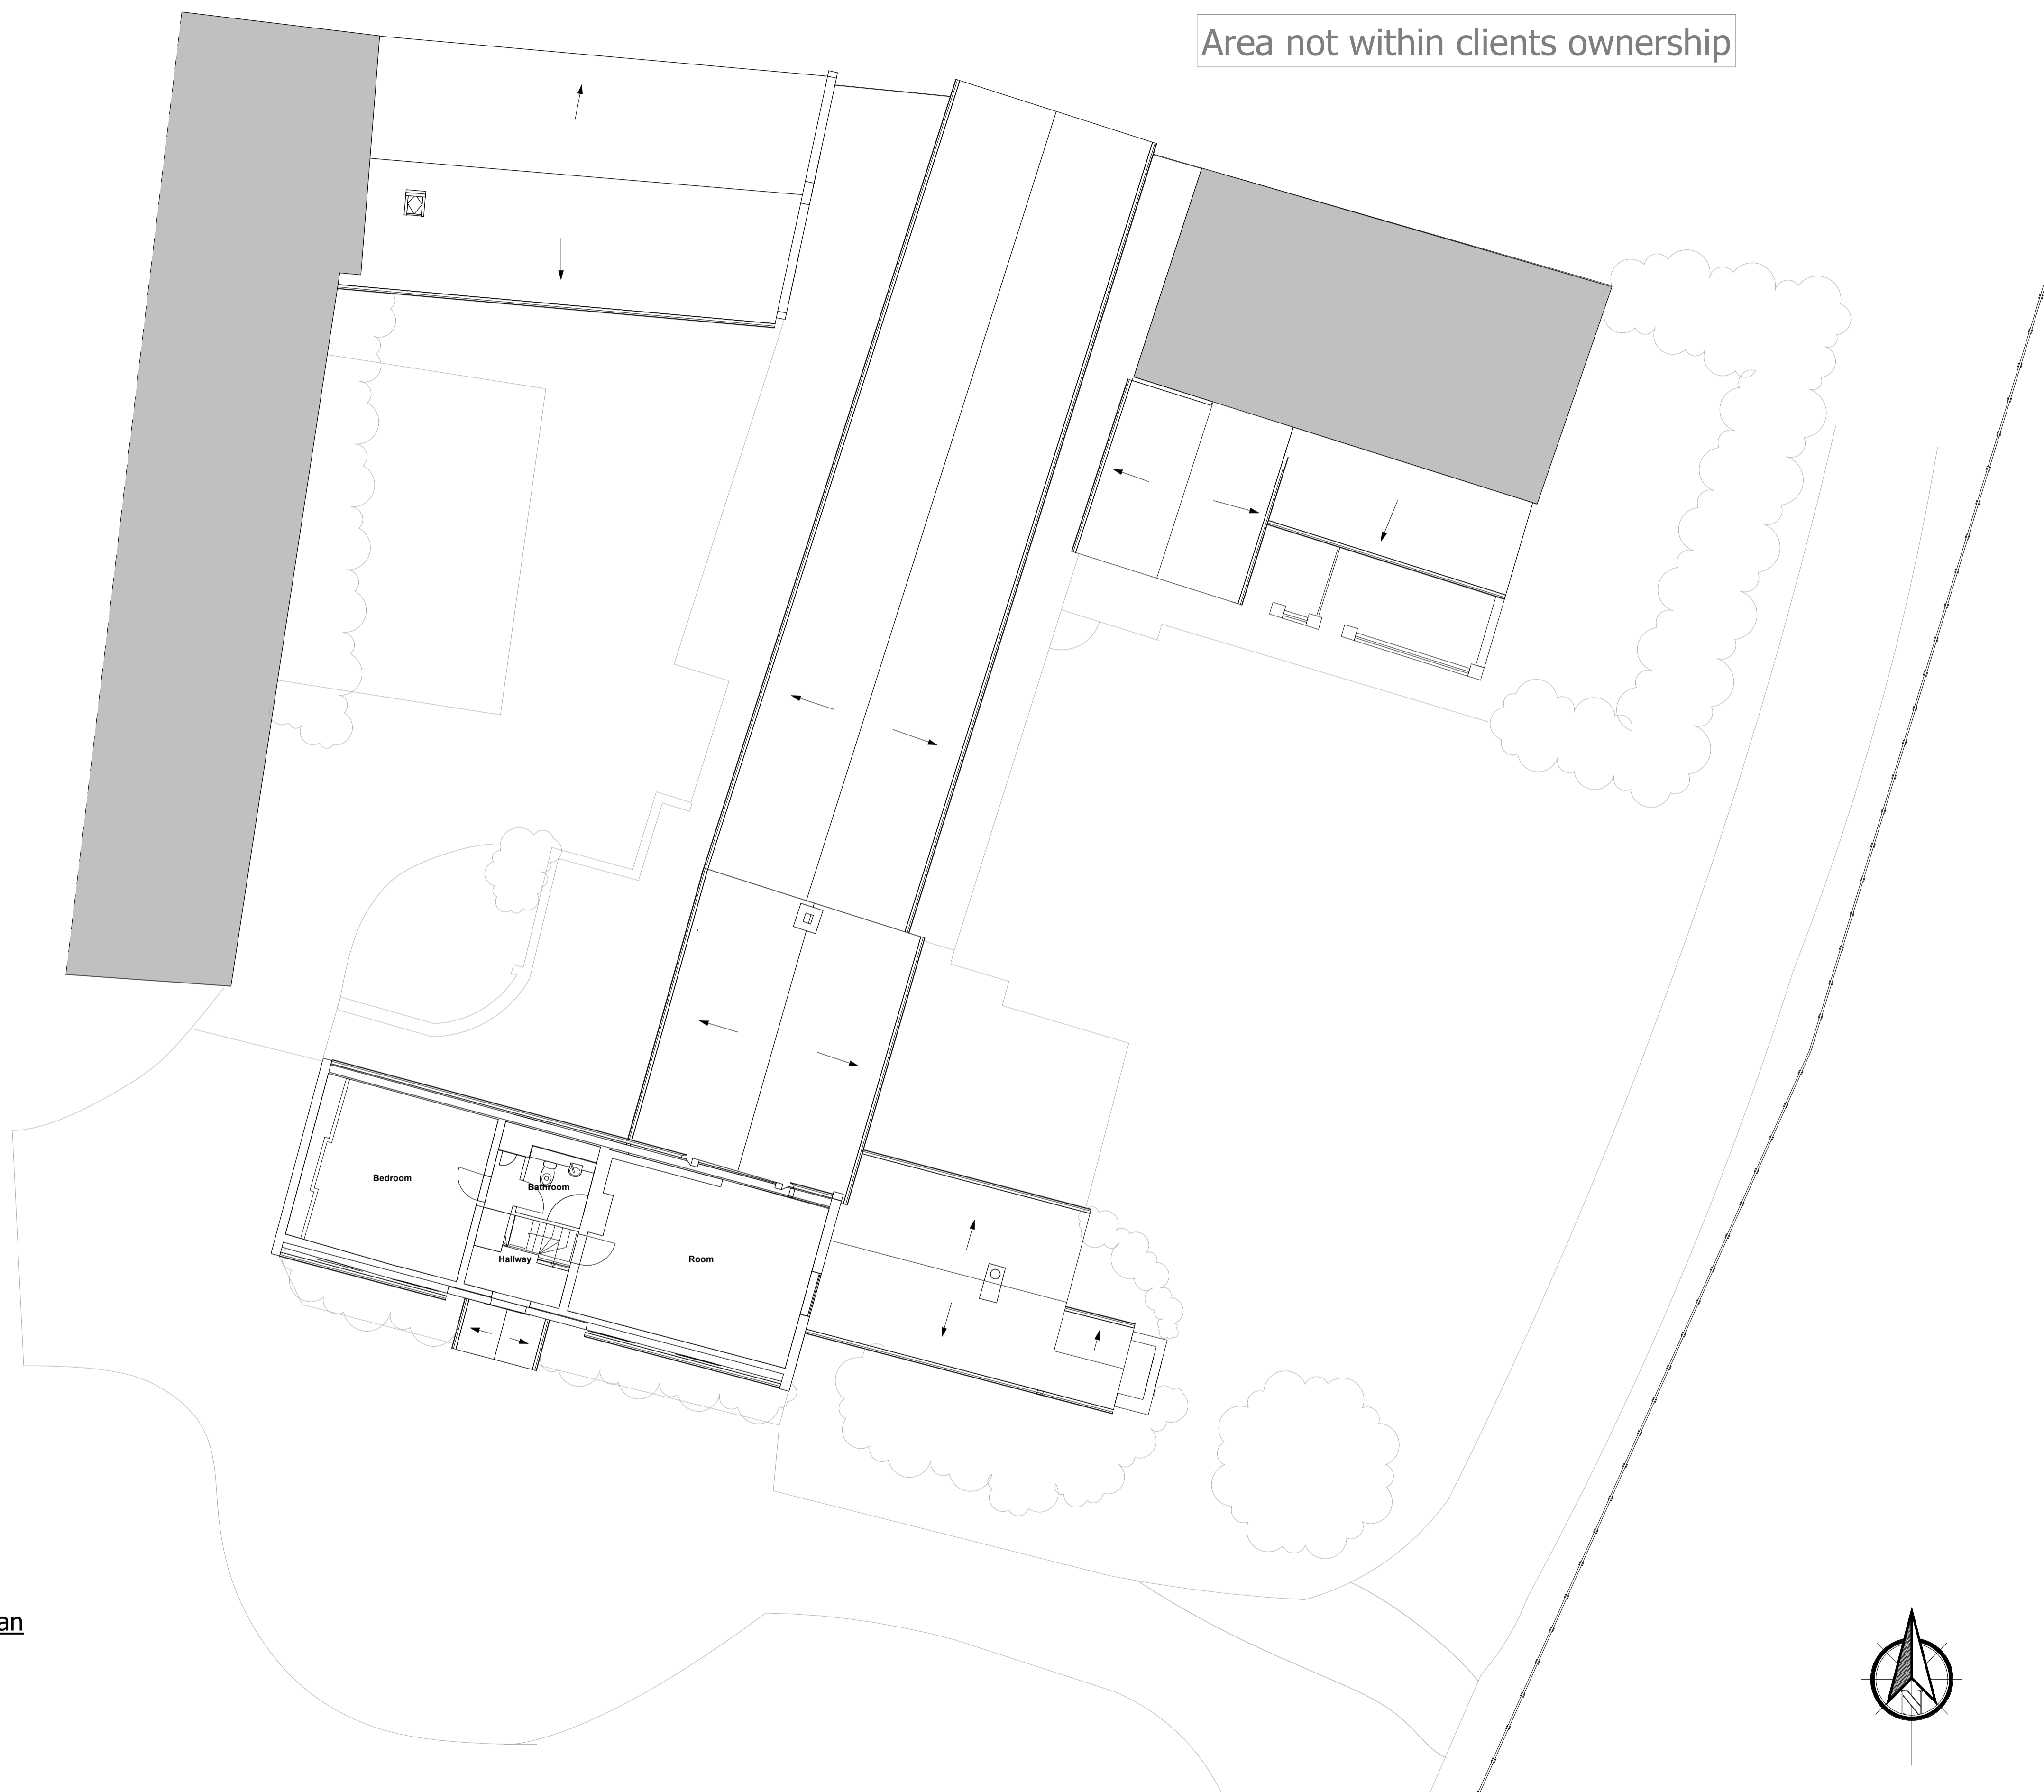 Area not within clients ownership
Bedroom
Bathroom
Hallway
Room
an
N